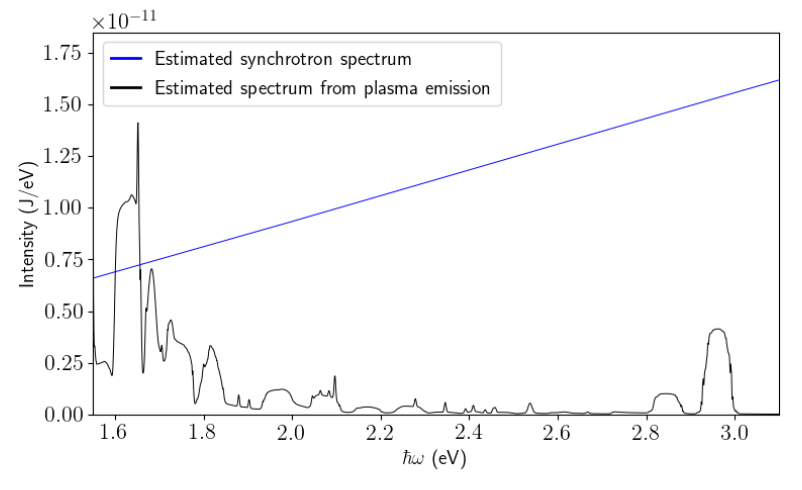 ×10⁻¹¹
1.75
1.50
1.25
1.00
0.75
0.50
0.25
0.00
Intensity (J/eV)
Estimated synchrotron spectrum
Estimated spectrum from plasma emission
1.6 1.8 2.0 2.2 2.4 2.6 2.8 3.0
ℏω (eV)